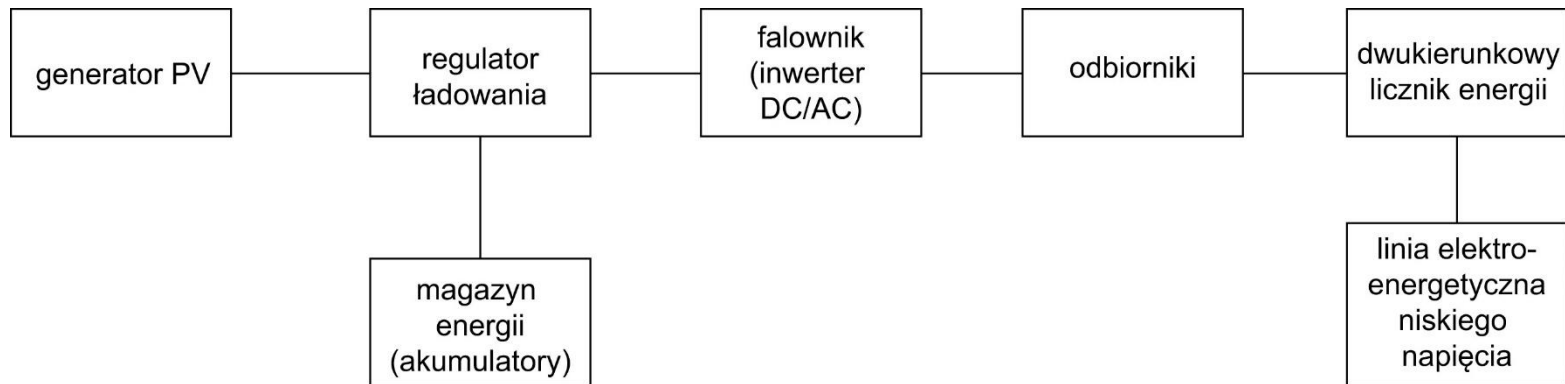 generator PV
regulator
ładowania
falownik
(inwerter
DC/AC)
odbiorniki
dwukierunkowy
licznik energii
magazyn
energii
(akumulatory)
linia elektro-
energetyczna
niskiego
napięcia